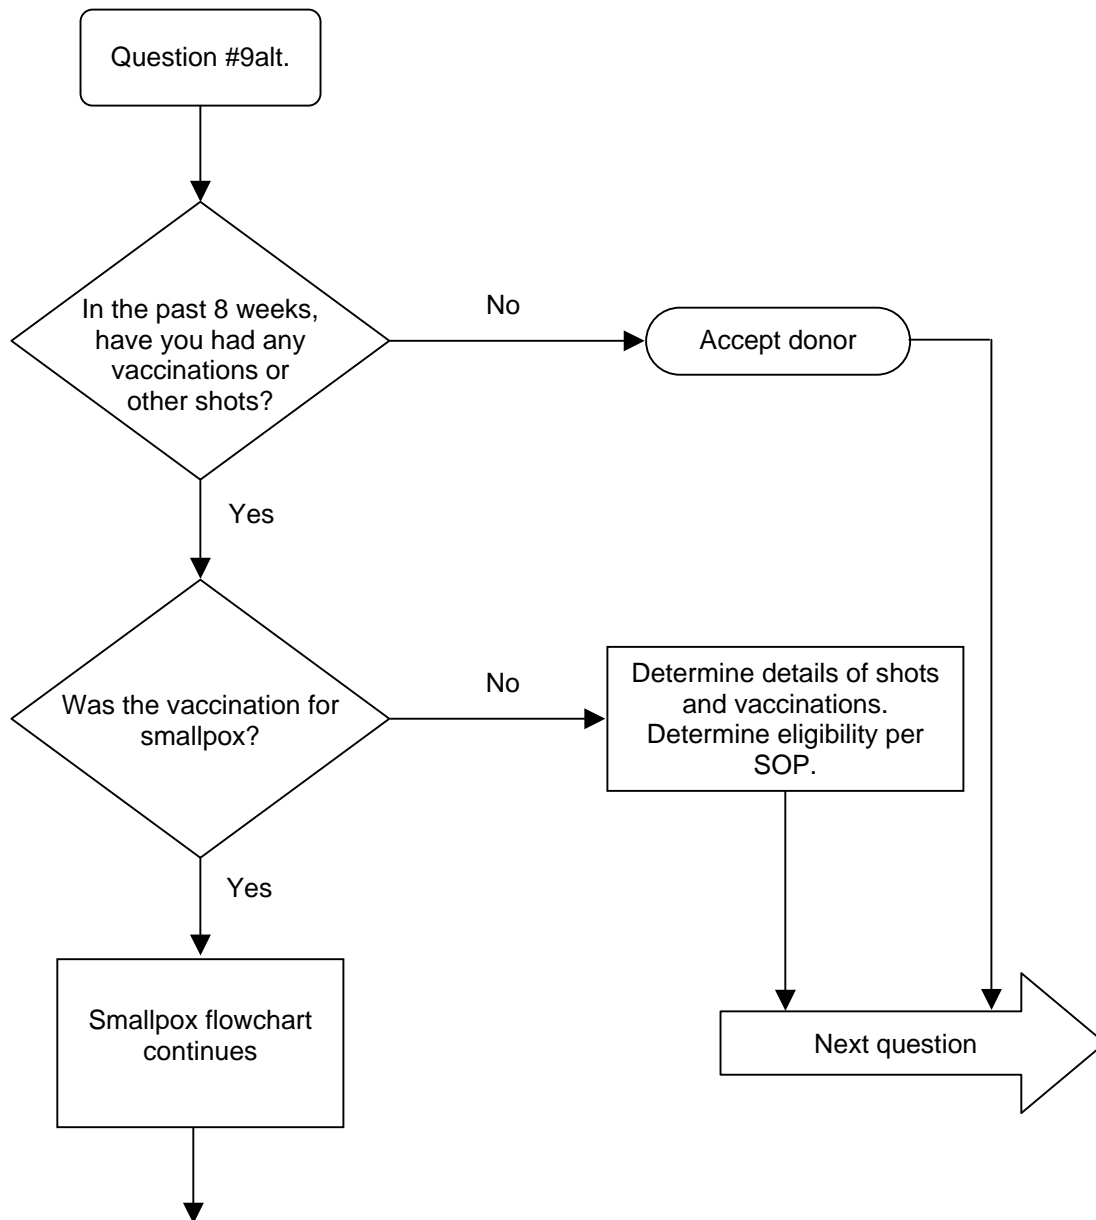 Question #9alt.
In the past 8 weeks,
have you had any
vaccinations or
other shots?
No
Accept donor
Yes
Was the vaccination for
smallpox?
No
Determine details of shots
and vaccinations.
Determine eligibility per
SOP.
Yes
Smallpox flowchart
continues
Next question